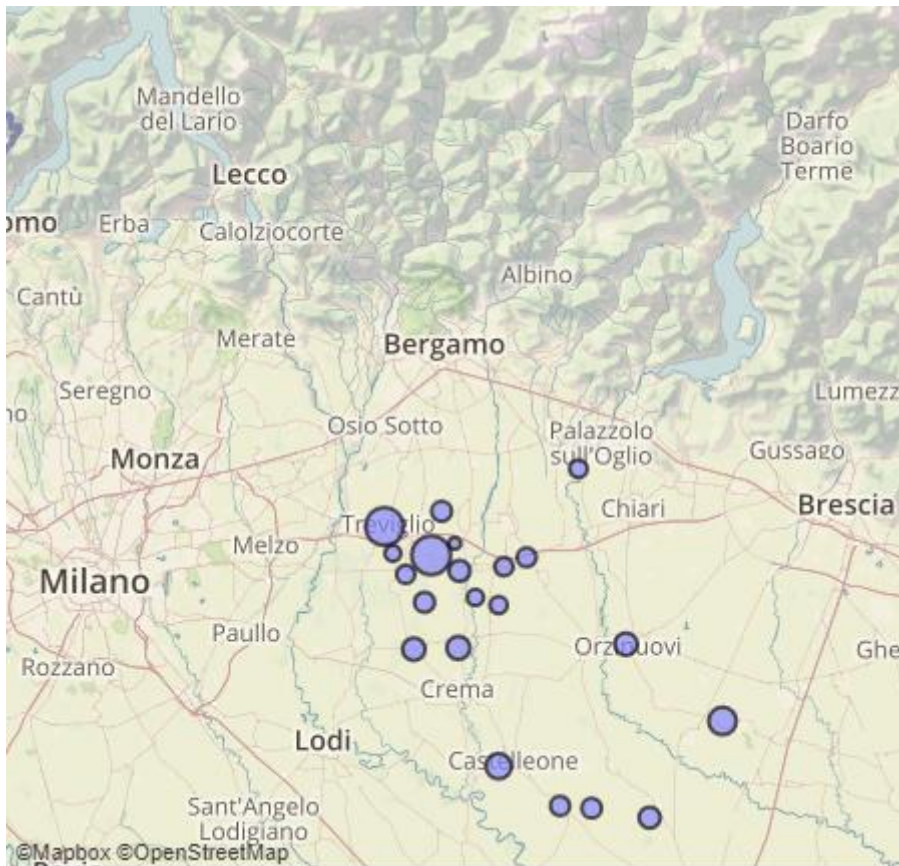 Mandello
del Lario
Darfo
Boario
Terme
Lecco
omo
Erba
Calolziocorte
Albino
Cantù
Merate
Bergamo
Seregno
Lumezz
no
Osio Sotto
Palazzolo
sull'Oglio
Gussago
Monza
Chiari
Brescia
Treviglio
Melzo
Milano
Paullo
Orzinuovi
Ghe
Rozzano
Crema
Lodi
Castelleone
Sant'Angelo
Lodigiano
©Mapbox ©OpenStreetMap